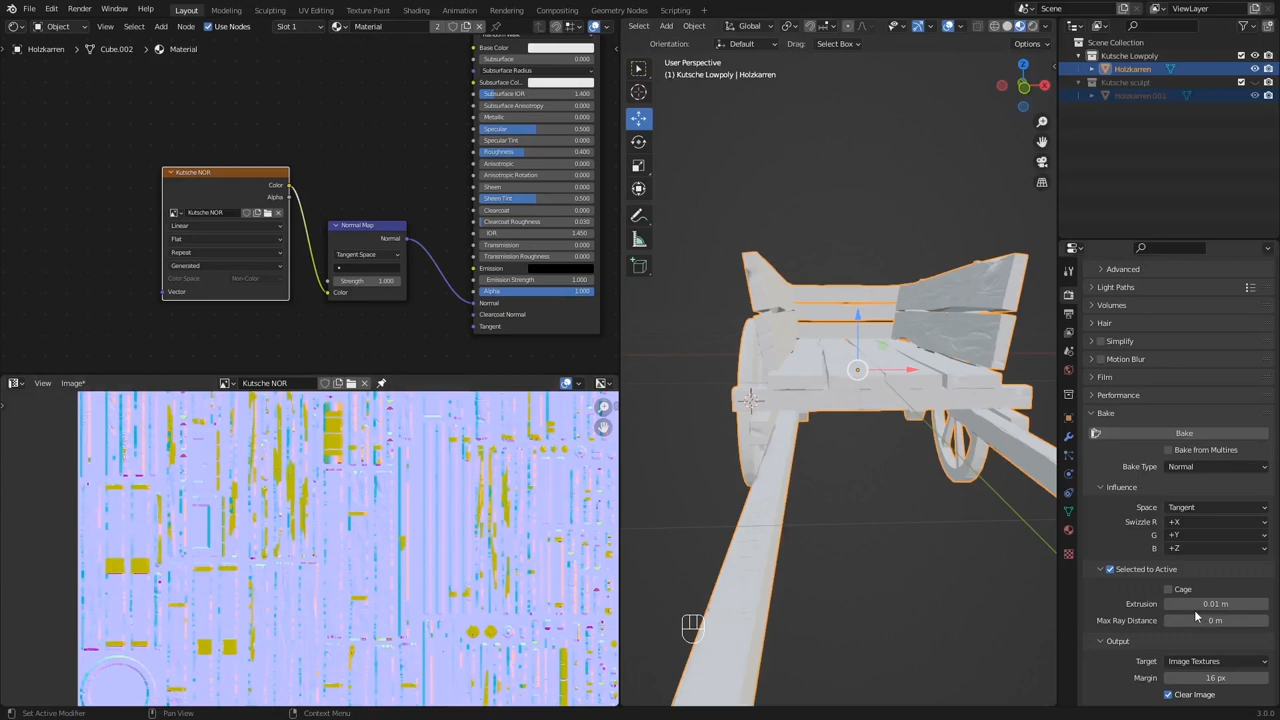 File Edit Render Window Help Layout Modeling Sculpting UV Editing Texture Paint Shading Animation Rendering Compositing Geometry Nodes Scripting Scene ViewLayer
Object View Select Add Node Use Nodes Slot 1 Material 2
Select Add Object Global
Holzkarren Cube.002 Material
Orientation: Default Drag: Select Box Options
Base Color
Subsurface 0.000
Subsurface Radius
Subsurface Col...
Subsurface IOR 1.400
Subsurface Anisotropy 0.000
Metallic 0.000
Specular 0.500
Specular Tint 0.000
Roughness 0.400
Anisotropic 0.000
Anisotropic Rotation 0.000
Sheen 0.000
Sheen Tint 0.500
Clearcoat 0.000
Clearcoat Roughness 0.030
IOR 1.450
Transmission 0.000
Transmission Roughness 0.000
Emission
Emission Strength 1.000
Alpha 1.000
Normal
Clearcoat Normal
Tangent
Kutsche NOR
Color
Alpha
Kutsche NOR
Linear
Flat
Repeat
Generated
Color Space Non-Color
Vector
Normal Map
Normal
Tangent Space
Strength 1.000
Color
View Image* Kutsche NOR
User Perspective
(1) Kutsche Lowpoly | Holzkarren
Z
X
Scene Collection
Kutsche Lowpoly
Holzkarren
Kutsche sculpt
Holzkarren.001
Advanced
Light Paths
Volumes
Hair
Simplify
Motion Blur
Film
Performance
Bake
Bake
Bake from Multires
Bake Type Normal
Influence
Space Tangent
Swizzle R +X
G +Y
B +Z
Selected to Active
Cage
Extrusion 0.01 m
Max Ray Distance 0 m
Output
Target Image Textures
Margin 16 px
Clear Image
Set Active Modifier Pan View Context Menu 3.0.0